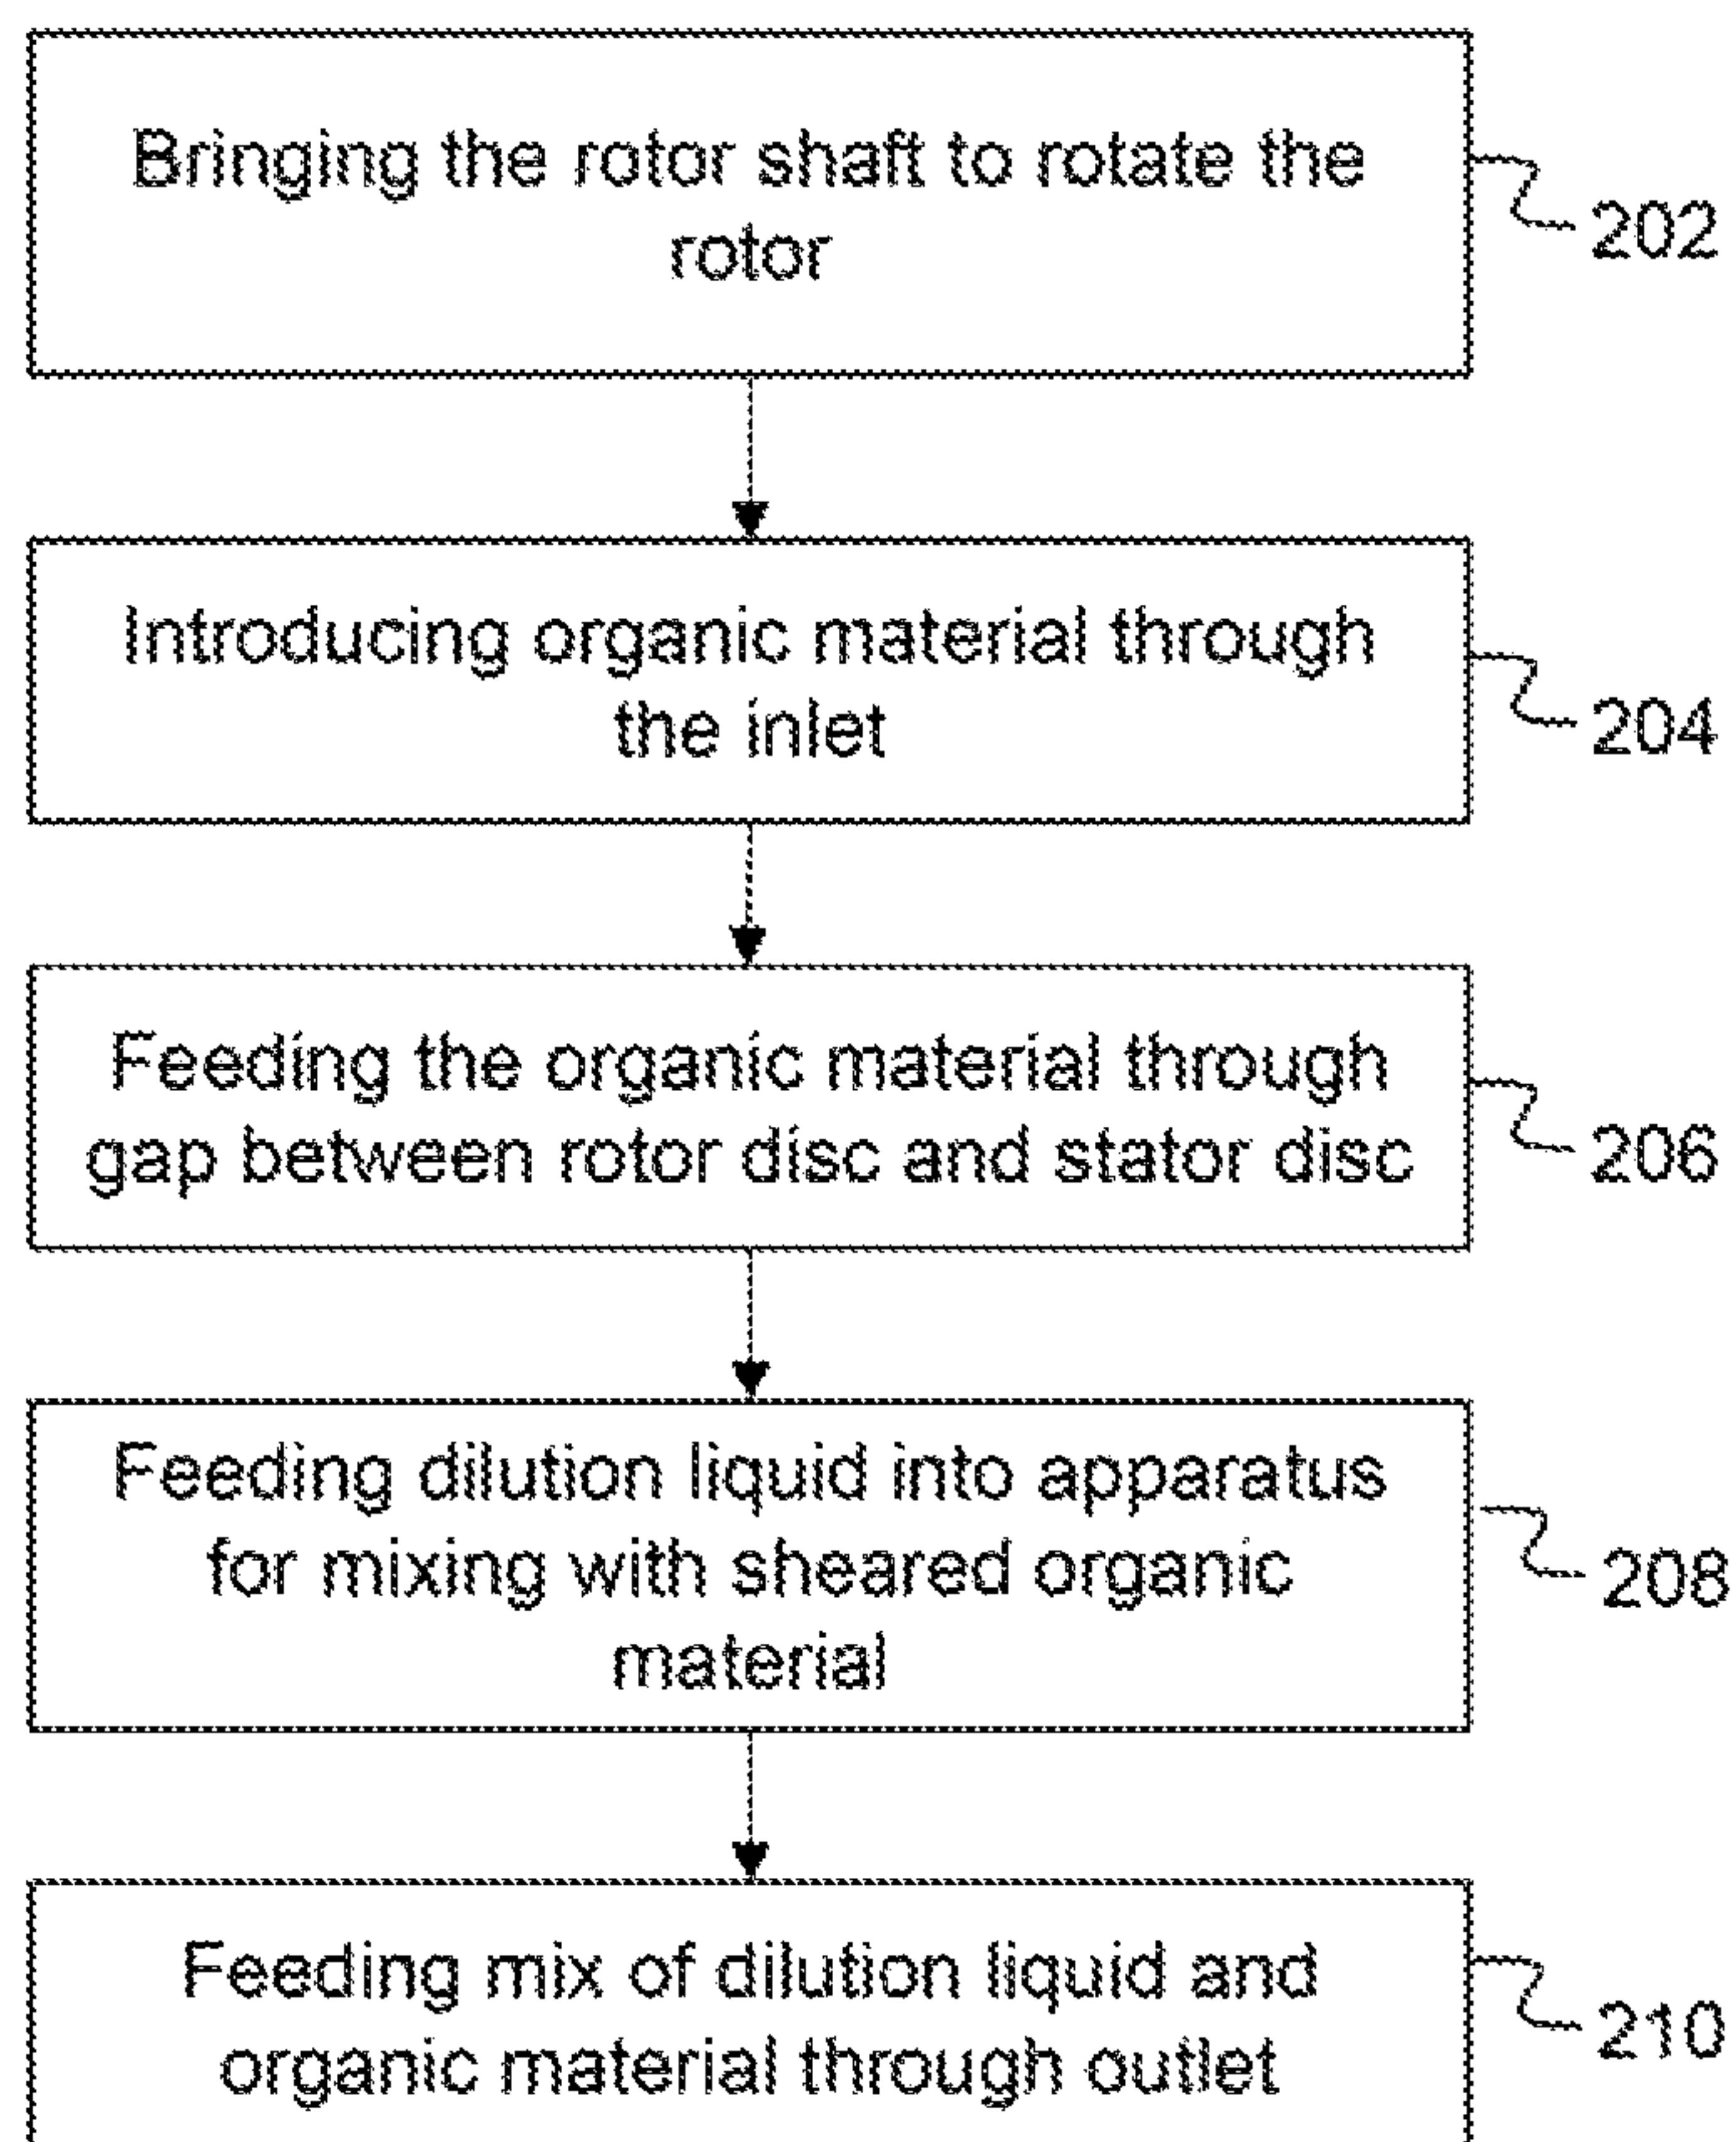 Bringing the rotor shaft to rotate the
rotor
202
Introducing organic material through
the inlet
204
Feeding the organic material through
gap between rotor disc and stator disc
206
Feeding dilution liquid into apparatus
for mixing with sheared organic
material
208
Feeding mix of dilution liquid and
organic material through outlet
210